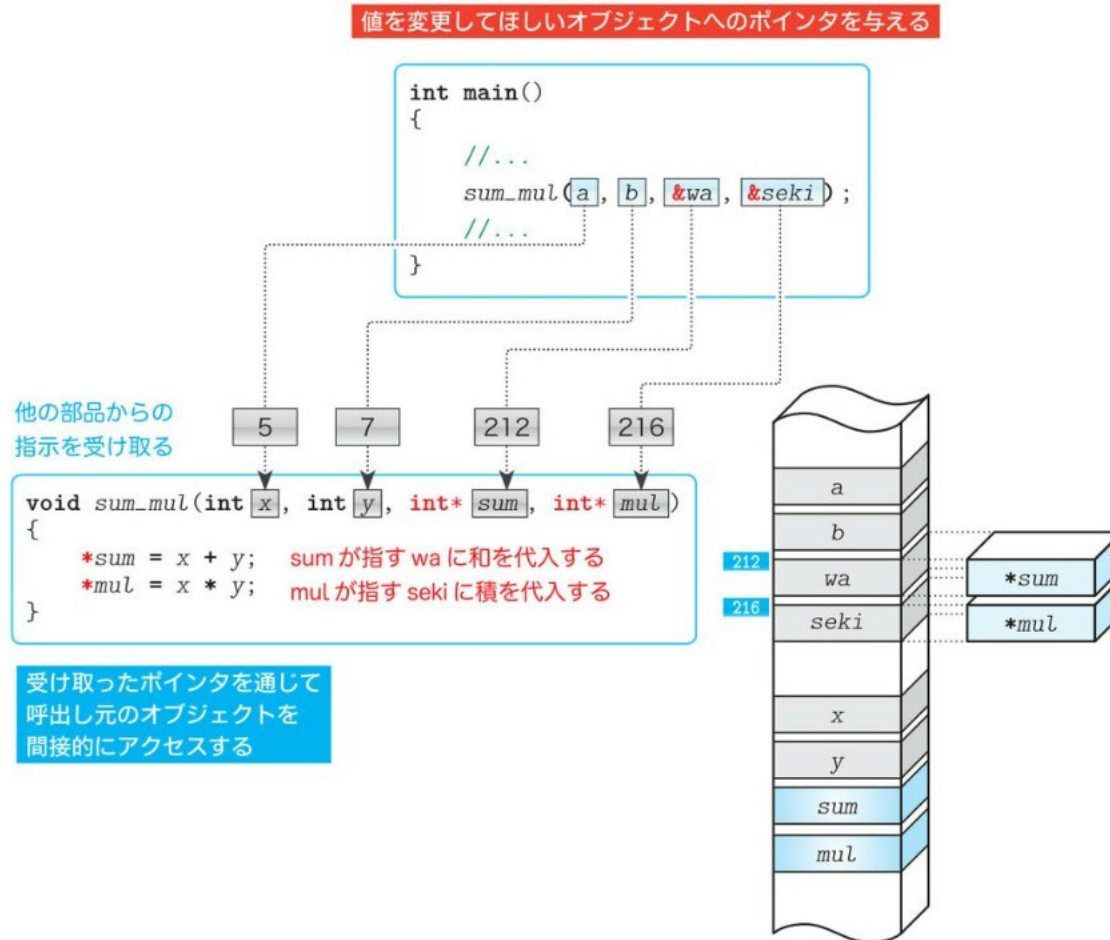 値を変更してほしいオブジェクトへのポインタを与える
int main()
{
//...
sum_mul(a, b, &wa, &seki);
//...
}
他の部品からの
指示を受け取る
5 7 212 216
void sum_mul(int x, int y, int* sum, int* mul)
{
*sum = x + y; sum が指す wa に和を代入する
*mul = x * y; mul が指す seki に積を代入する
}
受け取ったポインタを通じて
呼出し元のオブジェクトを
間接的にアクセスする
a
b
212
wa
*sum
216
seki
*mul
x
y
sum
mul